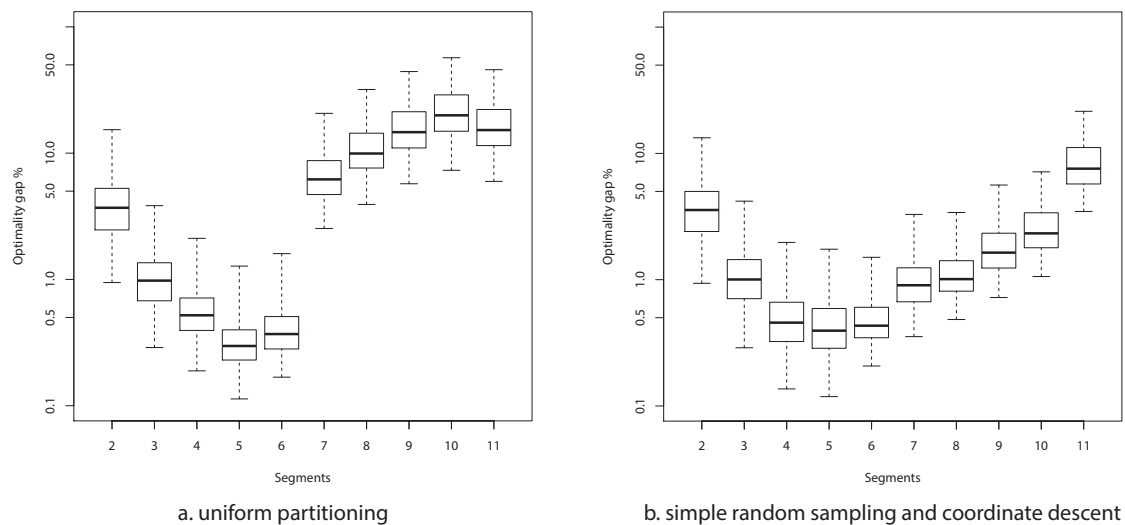 Optimality gap %
50.0
10.0
5.0
1.0
0.5
0.1
2 3 4 5 6 7 8 9 10 11
Segments
a. uniform partitioning
Optimality gap %
50.0
10.0
5.0
1.0
0.5
0.1
2 3 4 5 6 7 8 9 10 11
Segments
b. simple random sampling and coordinate descent